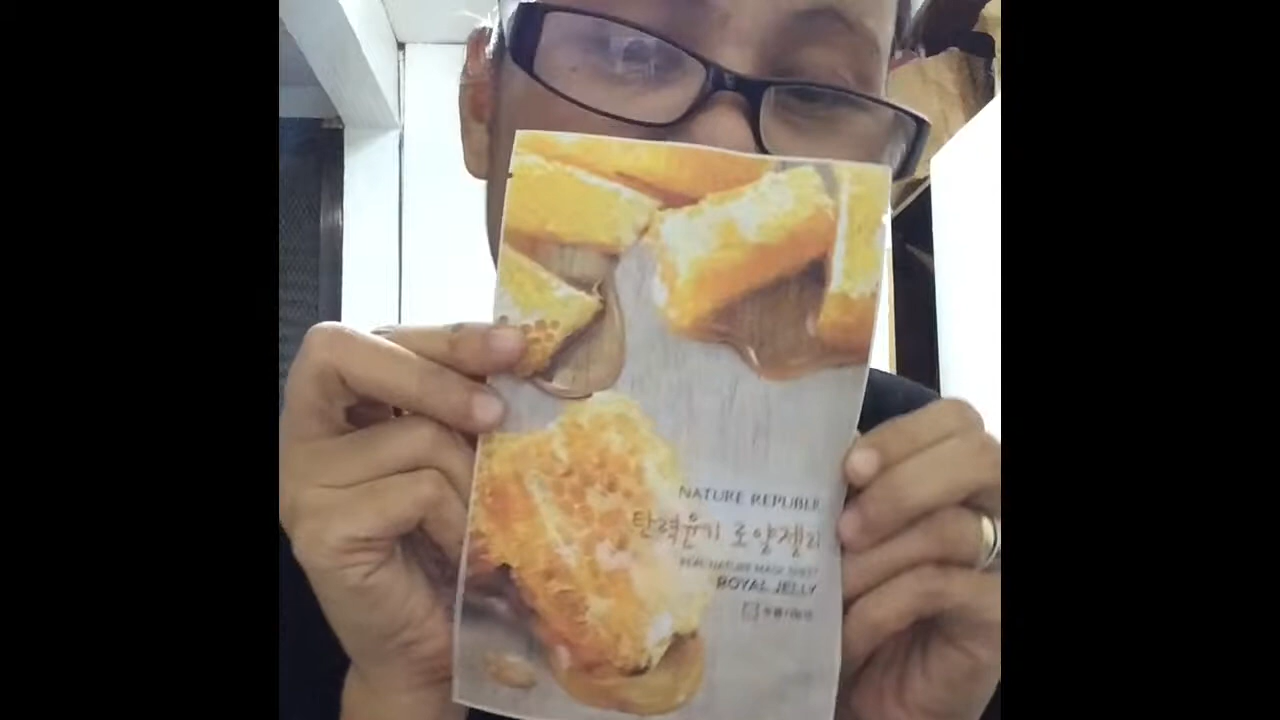 NATURE REPUBLIC
탄력윤기 로얄젤리
REAL NATURE MASK SHEET
ROYAL JELLY